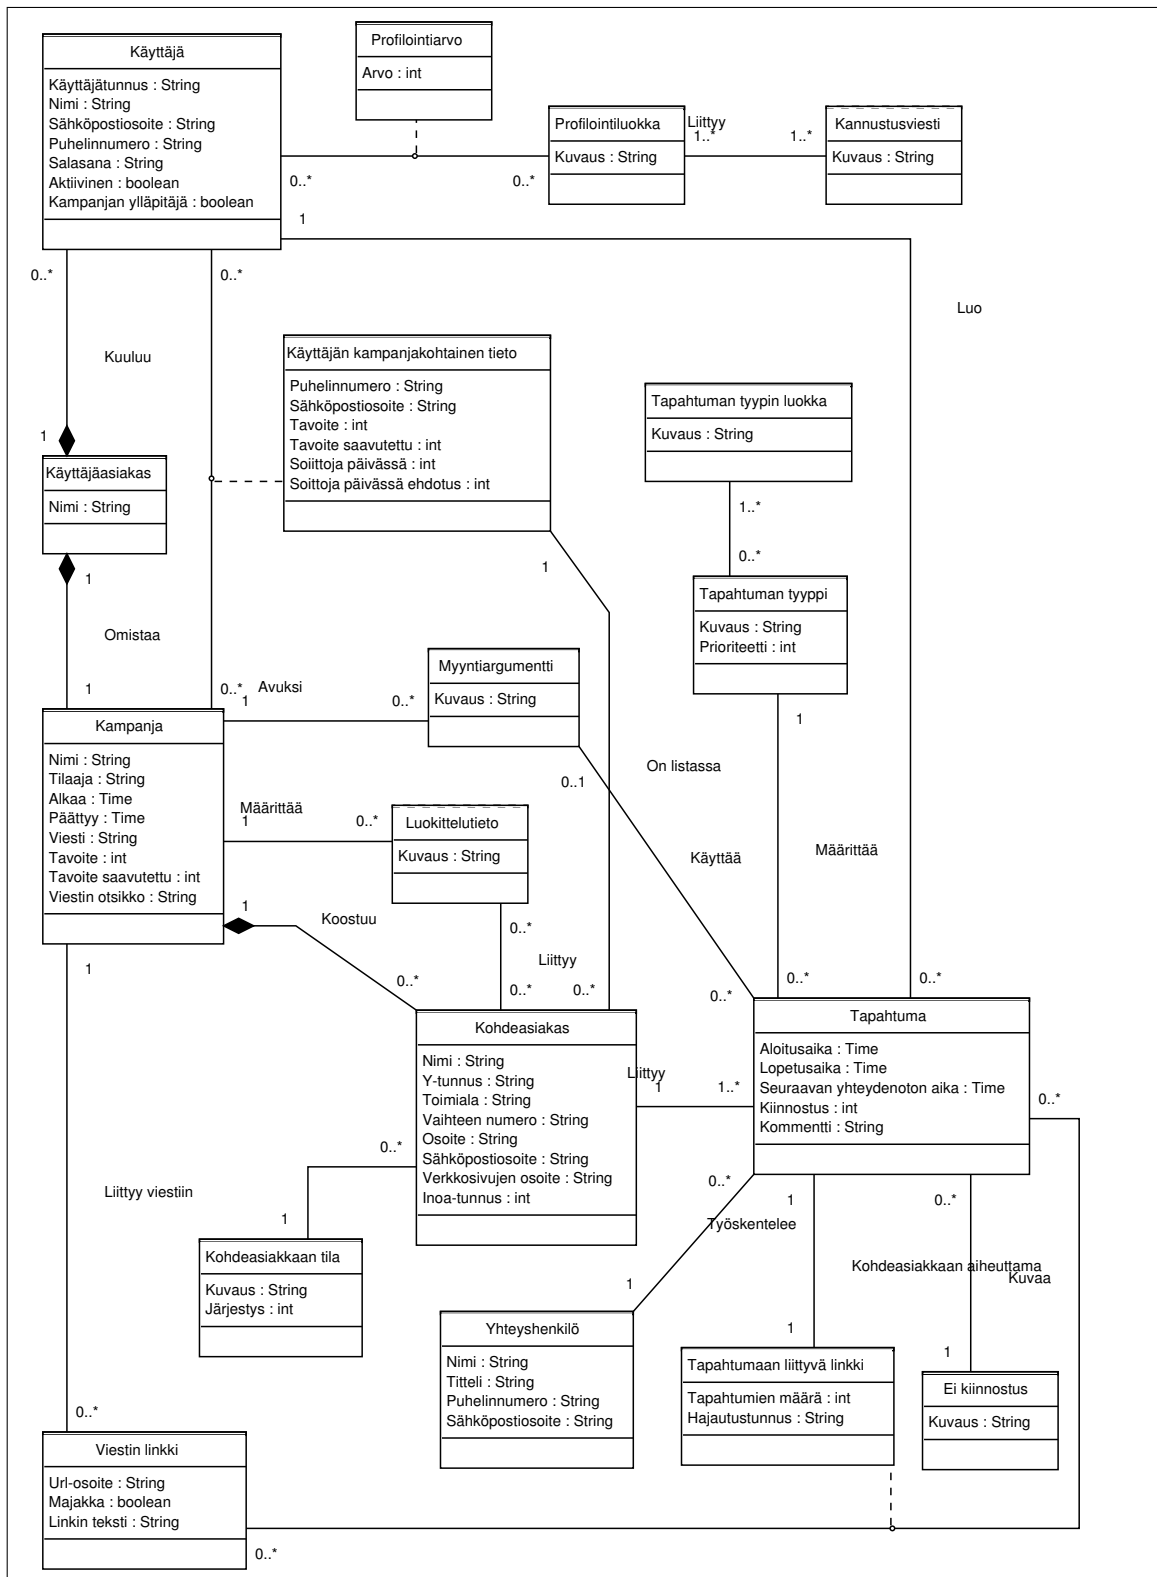 Käyttäjä
Käyttäjätunnus : String
Nimi : String
Sähköpostiosoite : String
Puhelinnumero : String
Salasana : String
Aktiivinen : boolean
Kampanjan ylläpitäjä : boolean
Profilointiarvo
Arvo : int
Profilointiluokka
Kuvaus : String
Liittyy
1..*
1..*
Kannustusviesti
Kuvaus : String
0..*
0..*
1
0..*
0..*
Luo
Kuuluu
Käyttäjän kampanjakohtainen tieto
Puhelinnumero : String
Sähköpostiosoite : String
Tavoite : int
Tavoite saavutettu : int
Soiittoja päivässä : int
Soittoja päivässä ehdotus : int
Tapahtuman tyypin luokka
Kuvaus : String
1
Käyttäjäasiakas
Nimi : String
1..*
0..*
1
1
Tapahtuman tyyppi
Kuvaus : String
Prioriteetti : int
Omistaa
Myyntiargumentti
Kuvaus : String
1
0..*
Avuksi
1
0..*
1
Kampanja
Nimi : String
Tilaaja : String
Alkaa : Time
Päättyy : Time
Viesti : String
Tavoite : int
Tavoite saavutettu : int
Viestin otsikko : String
On listassa
0..1
Määrittää
1
0..*
Luokittelutieto
Kuvaus : String
Käyttää
Määrittää
1
Koostuu
0..*
1
Liittyy
0..*
0..*
0..*
0..*
0..*
0..*
Kohdeasiakas
Nimi : String
Y-tunnus : String
Toimiala : String
Vaihteen numero : String
Osoite : String
Sähköpostiosoite : String
Verkkosivujen osoite : String
Inoa-tunnus : int
Liittyy
1
1..*
Tapahtuma
Aloitusaika : Time
Lopetusaika : Time
Seuraavan yhteydenoton aika : Time
Kiinnostus : int
Kommentti : String
0..*
0..*
Liittyy viestiin
0..*
1
0..*
1
Työskentelee
Kohdeasiakkaan tila
Kuvaus : String
Järjestys : int
Kohdeasiakkaan aiheuttama
Kuvaa
1
1
1
Yhteyshenkilö
Nimi : String
Titteli : String
Puhelinnumero : String
Sähköpostiosoite : String
Tapahtumaan liittyvä linkki
Tapahtumien määrä : int
Hajautustunnus : String
Ei kiinnostus
Kuvaus : String
0..*
Viestin linkki
Url-osoite : String
Majakka : boolean
Linkin teksti : String
0..*